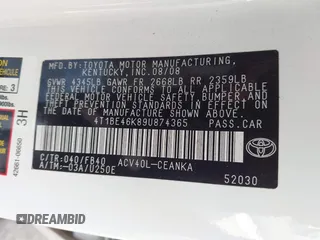 MFD. BY:
TOYOTA MOTOR MANUFACTURING,
KENTUCKY, INC. 08/08
GVWR 4345LB GAWR FR 2668LB RR 2359LB
THIS VEHICLE CONFORMS TO ALL APPLICABLE
FEDERAL MOTOR VEHICLE SAFETY, BUMPER, AND
THEFT PREVENTION STANDARDS IN EFFECT ON
THE DATE OF MANUFACTURE SHOWN ABOVE.
4T1BE46K89U874365 PASS. CAR
C/TR:040/FB40 ACV40L-CEANKA
A/TM:-03A/U250E
52030
TOYOTA
3
3H